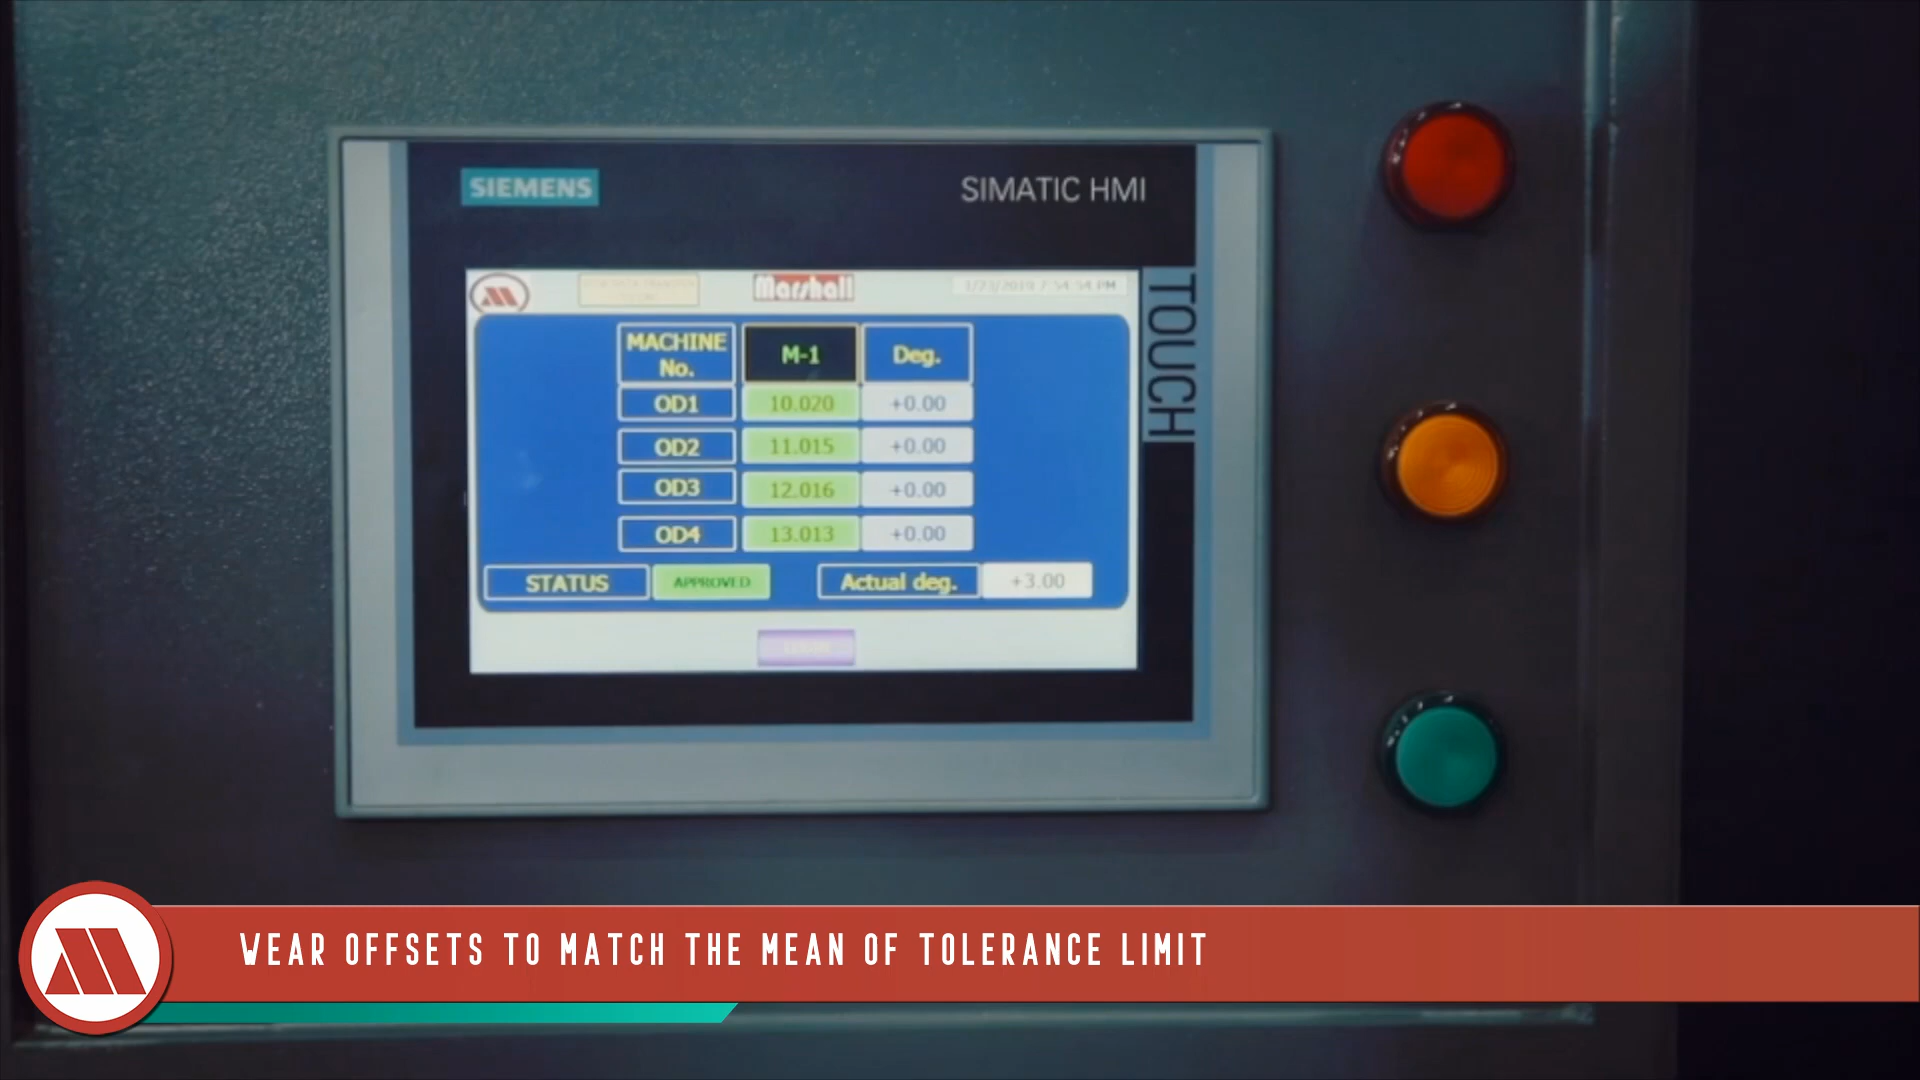 SIEMENS
SIMATIC HMI
TOUCH
Marshall
MACHINE No.
M-1
Deg.
OD1 10.020 +0.00
OD2 11.015 +0.00
OD3 12.016 +0.00
OD4 13.013 +0.00
STATUS APPROVED Actual deg. +3.00
WEAR OFFSETS TO MATCH THE MEAN OF TOLERANCE LIMIT